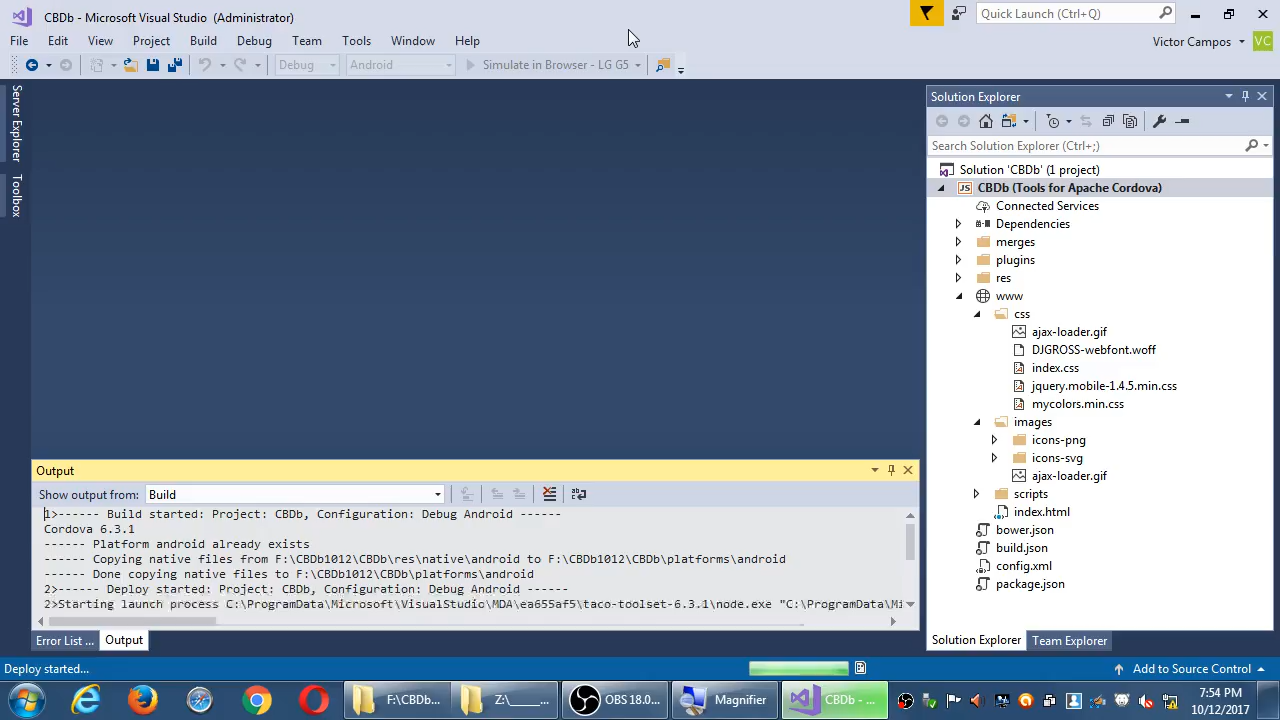 CBDb - Microsoft Visual Studio (Administrator)
Quick Launch (Ctrl+Q)
File Edit View Project Build Debug Team Tools Window Help
Victor Campos VC
Debug Android Simulate in Browser - LG G5
Server Explorer
Toolbox
Solution Explorer
Search Solution Explorer (Ctrl+;)
Solution 'CBDb' (1 project)
JS CBDb (Tools for Apache Cordova)
Connected Services
Dependencies
merges
plugins
res
www
css
ajax-loader.gif
DJGROSS-webfont.woff
index.css
jquery.mobile-1.4.5.min.css
mycolors.min.css
images
icons-png
icons-svg
ajax-loader.gif
scripts
index.html
bower.json
build.json
config.xml
package.json
Solution Explorer Team Explorer
Output
Show output from: Build
1>------ Build started: Project: CBDb, Configuration: Debug Android ------
Cordova 6.3.1
------ Platform android already exists
------ Copying native files from F:\CBDb1012\CBDb\res\native\android to F:\CBDb1012\CBDb\platforms\android
------ Done copying native files to F:\CBDb1012\CBDb\platforms\android
2>------ Deploy started: Project: CBDb, Configuration: Debug Android ------
2>Starting launch process C:\ProgramData\Microsoft\VisualStudio\MDA\ea655af5\taco-toolset-6.3.1\node.exe "C:\ProgramData\Mi
Error List ... Output
Deploy started...
Add to Source Control
F:\CBDb... Z:\_____... OBS 18.0.... Magnifier CBDb - ...
7:54 PM
10/12/2017